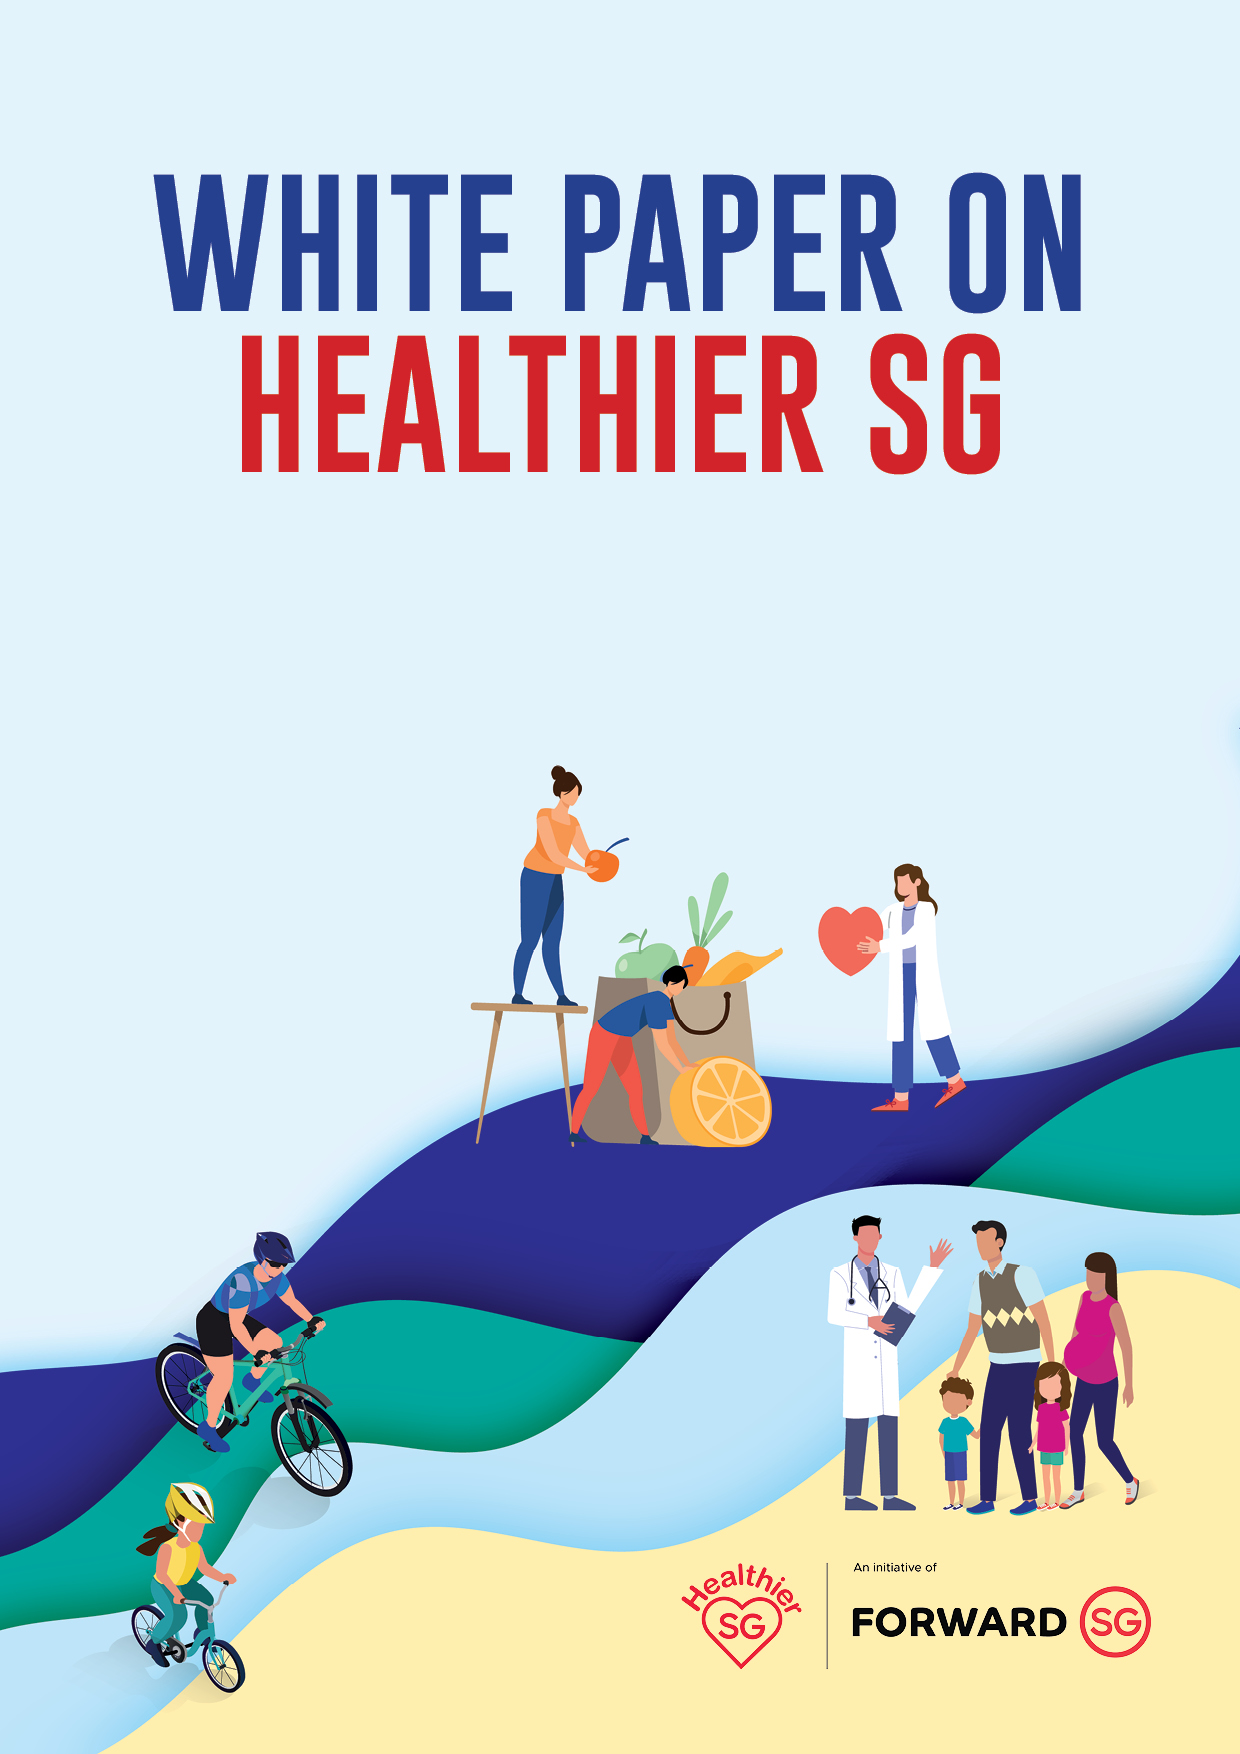 WHITE PAPER ON
HEALTHIER SG
Healthier
SG
An initiative of
FORWARD SG